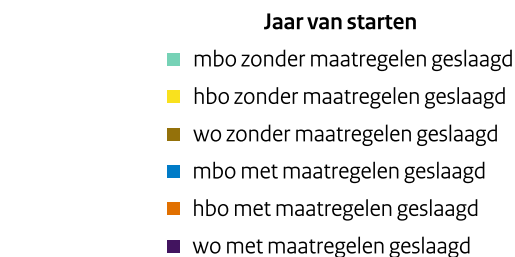 Jaar van starten
mbo zonder maatregelen geslaagd
hbo zonder maatregelen geslaagd
wo zonder maatregelen geslaagd
mbo met maatregelen geslaagd
hbo met maatregelen geslaagd
wo met maatregelen geslaagd